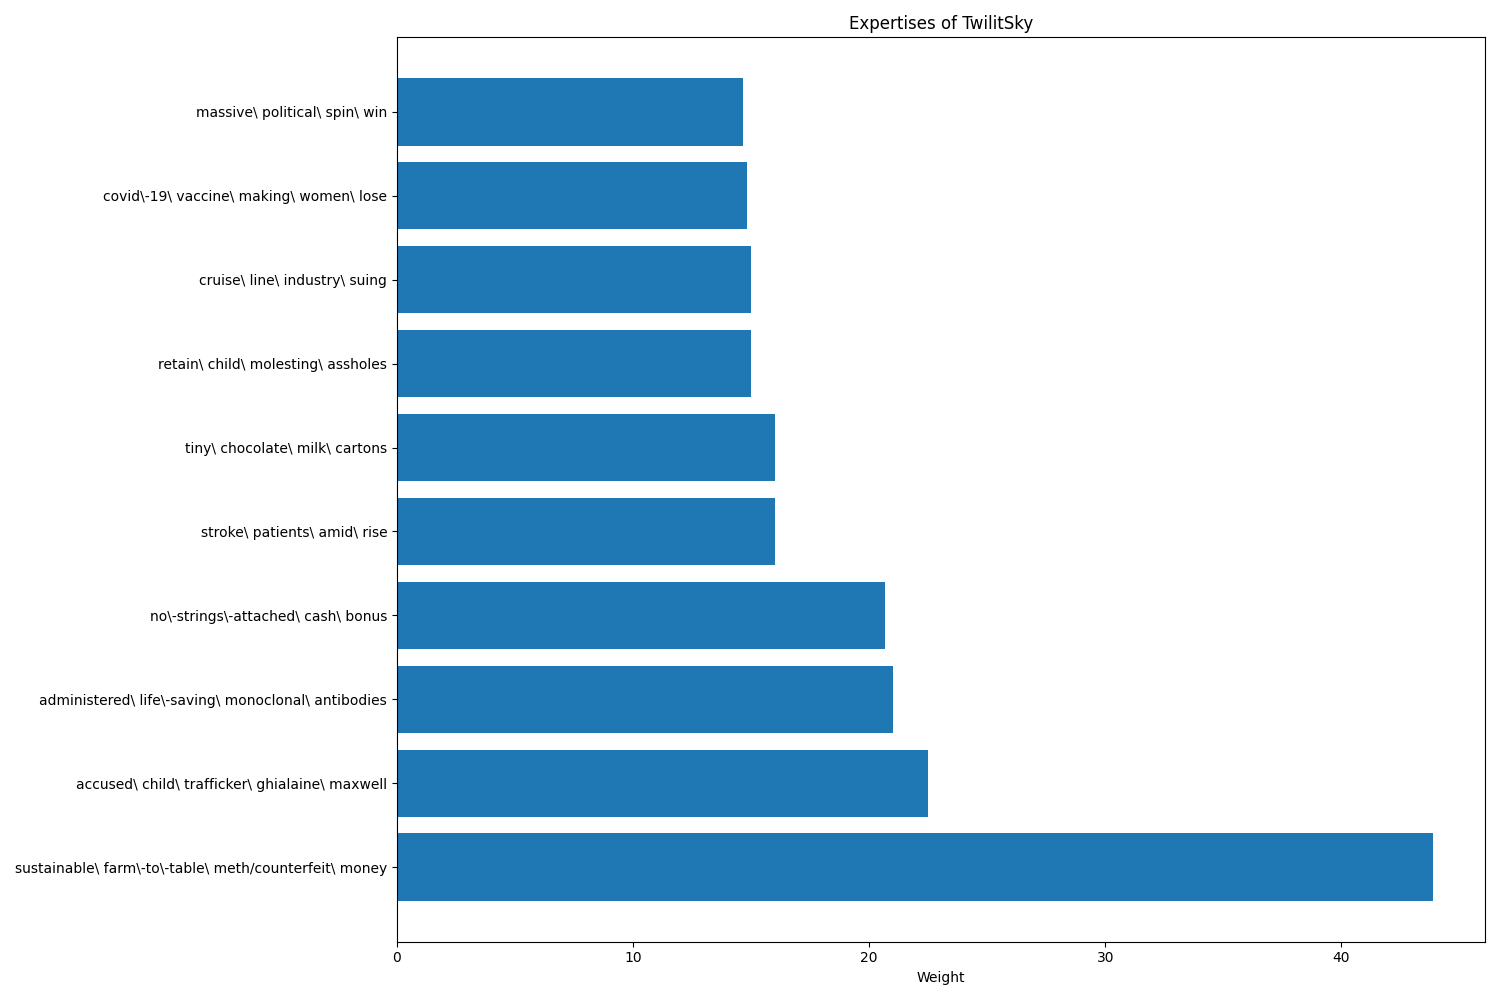 Expertises of TwilitSky
massive\ political\ spin\ win
covid\-19\ vaccine\ making\ women\ lose
cruise\ line\ industry\ suing
retain\ child\ molesting\ assholes
tiny\ chocolate\ milk\ cartons
stroke\ patients\ amid\ rise
no\-strings\-attached\ cash\ bonus
administered\ life\-saving\ monoclonal\ antibodies
accused\ child\ trafficker\ ghialaine\ maxwell
sustainable\ farm\-to\-table\ meth/counterfeit\ money
0 10 20 30 40
Weight